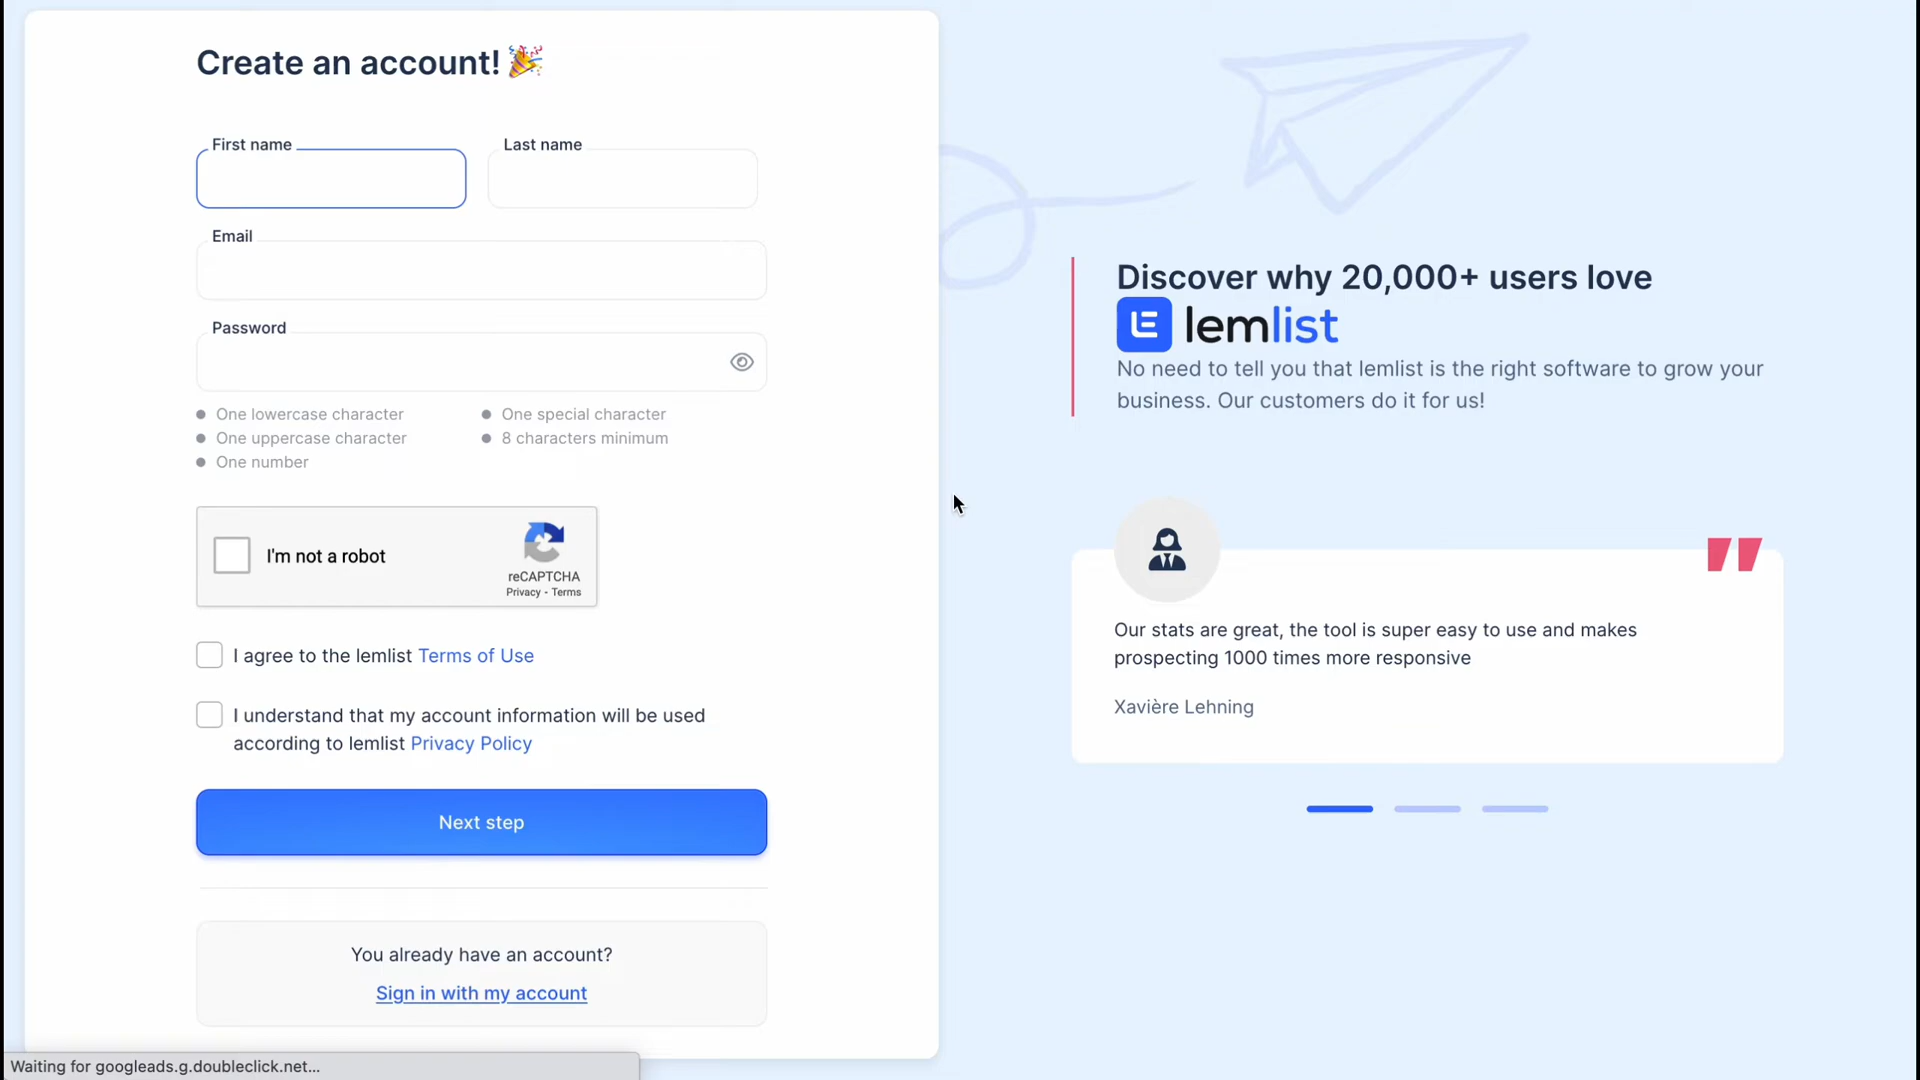 Create an account! 🎉
First name
Last name
Email
Password
One lowercase character
One special character
One uppercase character
8 characters minimum
One number
I'm not a robot
reCAPTCHA
Privacy - Terms
I agree to the lemlist Terms of Use
I understand that my account information will be used
according to lemlist Privacy Policy
Next step
You already have an account?
Sign in with my account
Waiting for googleads.g.doubleclick.net...
Discover why 20,000+ users love
lemlist
No need to tell you that lemlist is the right software to grow your
business. Our customers do it for us!
Our stats are great, the tool is super easy to use and makes
prospecting 1000 times more responsive
Xavière Lehning